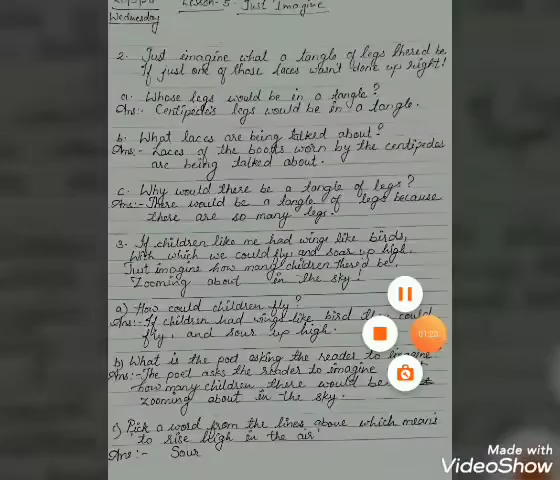 Wednesday
Lesson-5 Just Imagine
2. Just imagine what a tangle of legs there'd be
If just one of those laces wasn't done up right!
a. Whose legs would be in a tangle?
Ans:- Centipede's legs would be in a tangle.
b. What laces are being talked about?
Ans:- Laces of the boots worn by the centipedes
are being talked about.
c. Why would there be a tangle of legs?
Ans:- There would be a tangle of legs because
there are so many legs.
3. If children like me had wings like birds,
With which we could fly and soar up high,
Just imagine how many children there'd be,
Zooming about in the sky!
a) How could children fly?
Ans:- If children had wings like bird they could
fly, and sour up high.
b) What is the poet asking the reader to imagine
Ans:- The poet asks the reader to imagine
how many children there would be
zooming about in the sky.
c) Pick a word from the lines above which means
'to rise high in the air'
Ans:- Sour
01:23
Made with
VideoShow